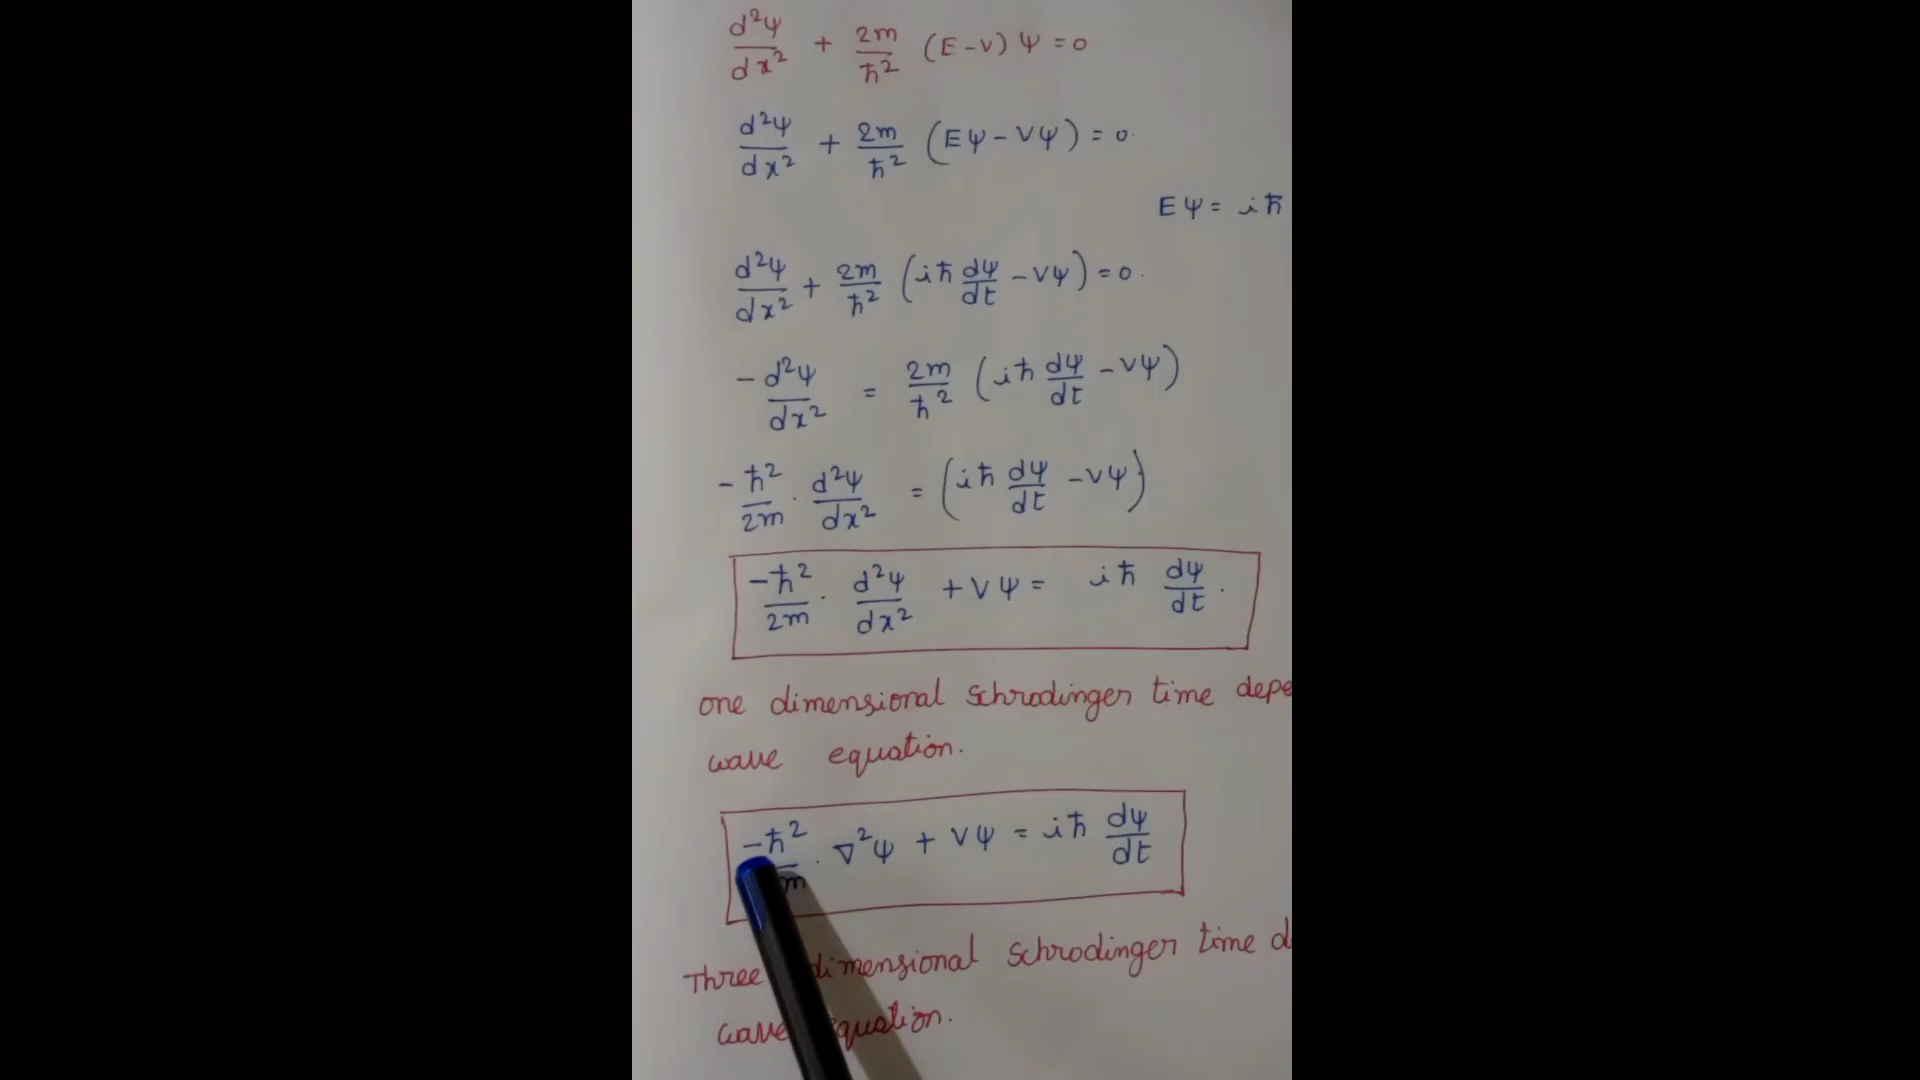 d²ψ/dx² + 2m/ħ² (E-V) ψ = 0
d²ψ/dx² + 2m/ħ² (Eψ - Vψ) = 0
Eψ = iħ
d²ψ/dx² + 2m/ħ² (iħ dψ/dt - Vψ) = 0.
-d²ψ/dx² = 2m/ħ² (iħ dψ/dt - Vψ)
-ħ²/2m . d²ψ/dx² = (iħ dψ/dt - Vψ)
-ħ²/2m . d²ψ/dx² + Vψ = iħ dψ/dt .
one dimensional Schrodinger time depe
wave equation.
-ħ²/m . ∇²ψ + Vψ = iħ dψ/dt
Three dimensional Schrodinger time d
wave equation.